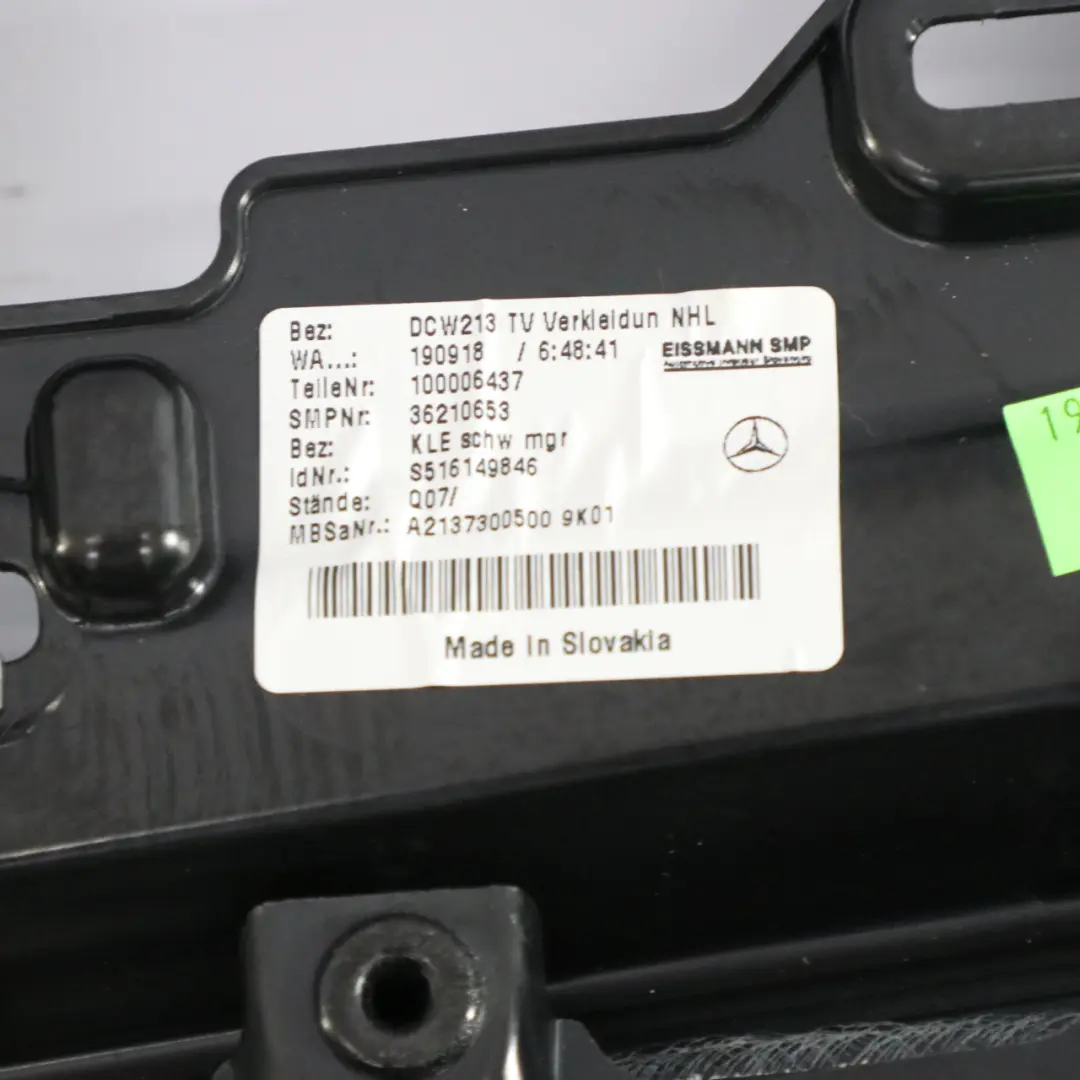 Bez: DCW213 TV Verkleidun NHL
WA...: 190918 / 6:48:41
EISSMANN SMP
TeileNr: 100006437
SMPNr: 36210653
Bez: KLE schw mgr
IdNr.: S516149846
Stände: Q07/
MBSaNr.: A2137300500 9K01
Made in Slovakia
19